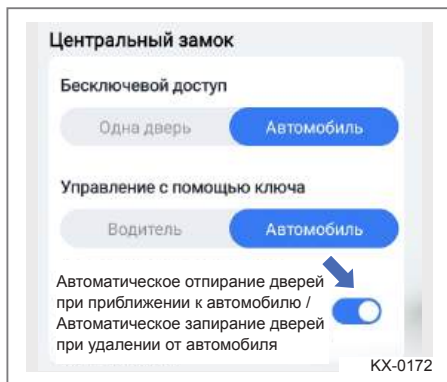 Центральный замок
Бесключевой доступ
Одна дверь
Автомобиль
Управление с помощью ключа
Водитель
Автомобиль
Автоматическое отпирание дверей
при приближении к автомобилю /
Автоматическое запирание дверей
при удалении от автомобиля
KX-0172